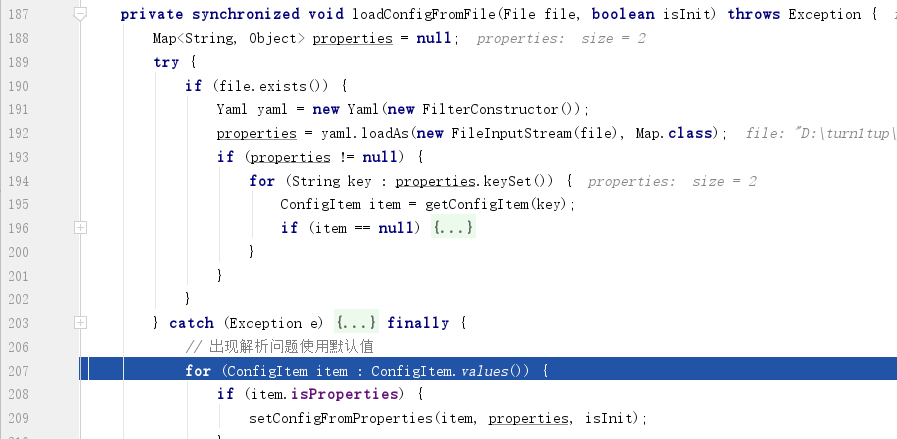 187 private synchronized void loadConfigFromFile(File file, boolean isInit) throws Exception {
188 Map<String, Object> properties = null; properties: size = 2
189 try {
190 if (file.exists()) {
191 Yaml yaml = new Yaml(new FilterConstructor());
192 properties = yaml.loadAs(new FileInputStream(file), Map.class); file: "D:\turn1tup\
193 if (properties != null) {
194 for (String key : properties.keySet()) { properties: size = 2
195 ConfigItem item = getConfigItem(key);
196 if (item == null) {...}
200 }
201 }
202 }
203 } catch (Exception e) {...} finally {
206 // 出现解析问题使用默认值
207 for (ConfigItem item : ConfigItem.values()) {
208 if (item.isProperties) {
209 setConfigFromProperties(item, properties, isInit);